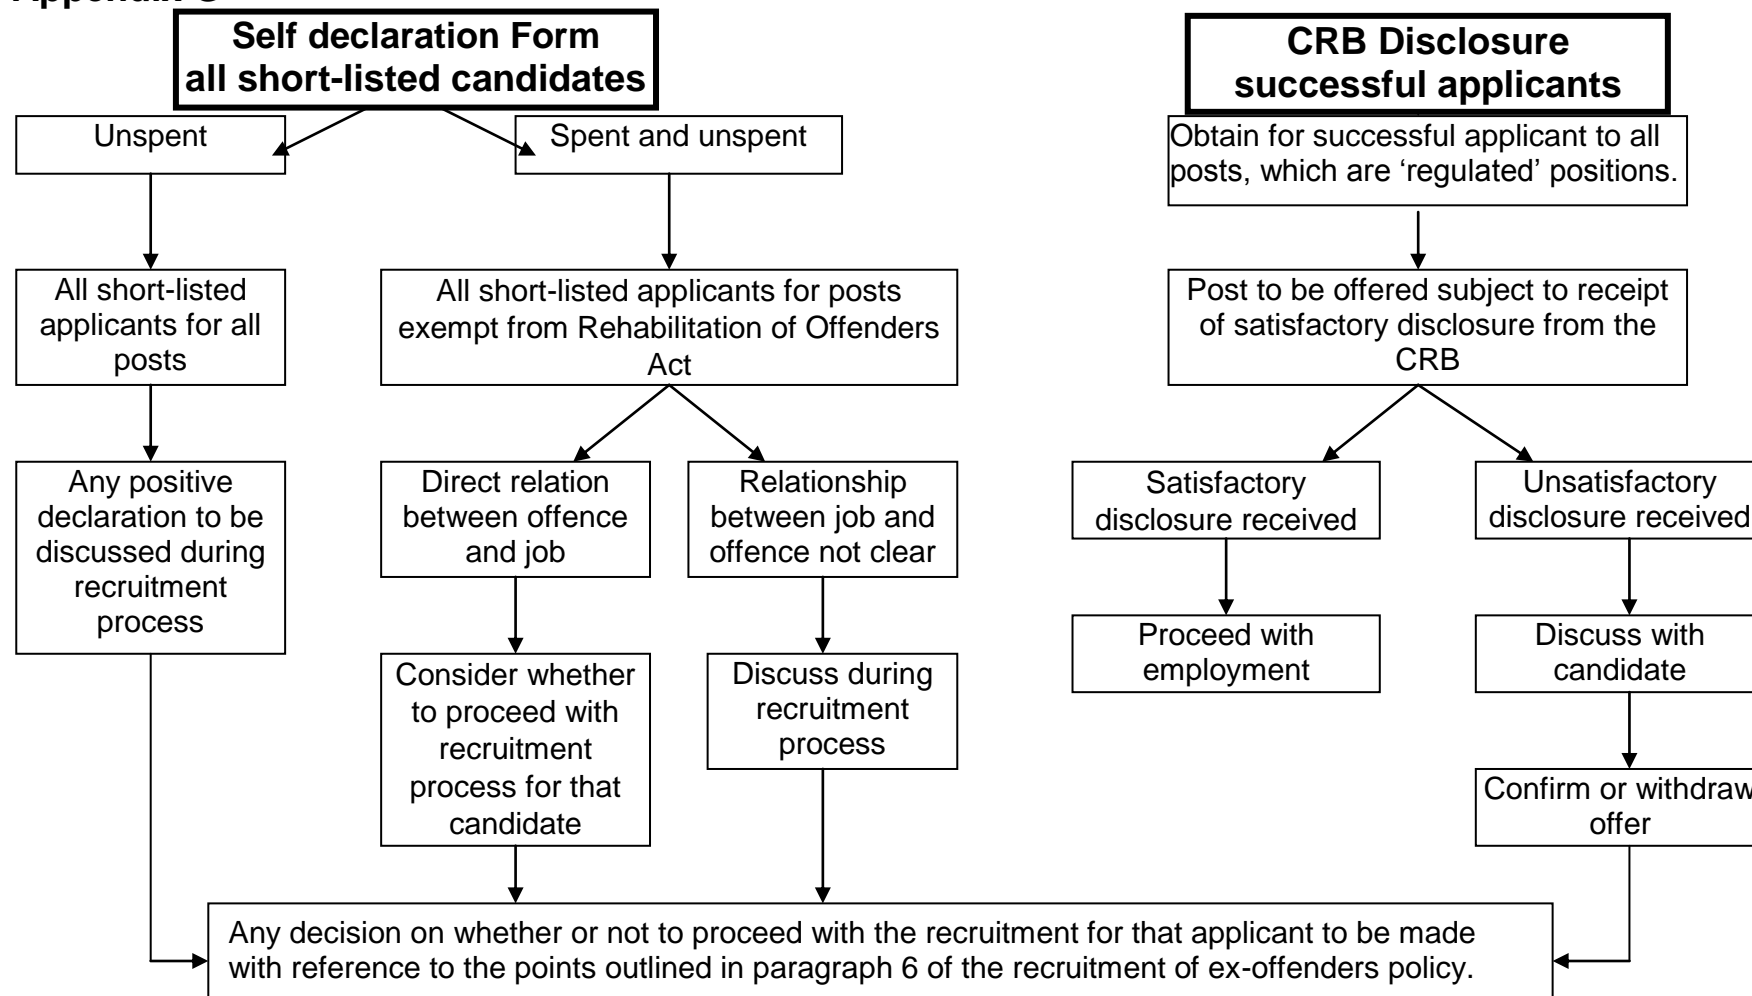 Self declaration Form
all short-listed candidates
Unspent
Spent and unspent
All short-listed
applicants for all
posts
All short-listed applicants for posts
exempt from Rehabilitation of Offenders
Act
Any positive
declaration to be
discussed during
recruitment
process
Direct relation
between offence
and job
Relationship
between job and
offence not clear
Consider whether
to proceed with
recruitment
process for that
candidate
Discuss during
recruitment
process
CRB Disclosure
successful applicants
Obtain for successful applicant to all
posts, which are ‘regulated’ positions.
Post to be offered subject to receipt
of satisfactory disclosure from the
CRB
Satisfactory
disclosure received
Unsatisfactory
disclosure received
Proceed with
employment
Discuss with
candidate
Confirm or withdraw
offer
Any decision on whether or not to proceed with the recruitment for that applicant to be made
with reference to the points outlined in paragraph 6 of the recruitment of ex-offenders policy.